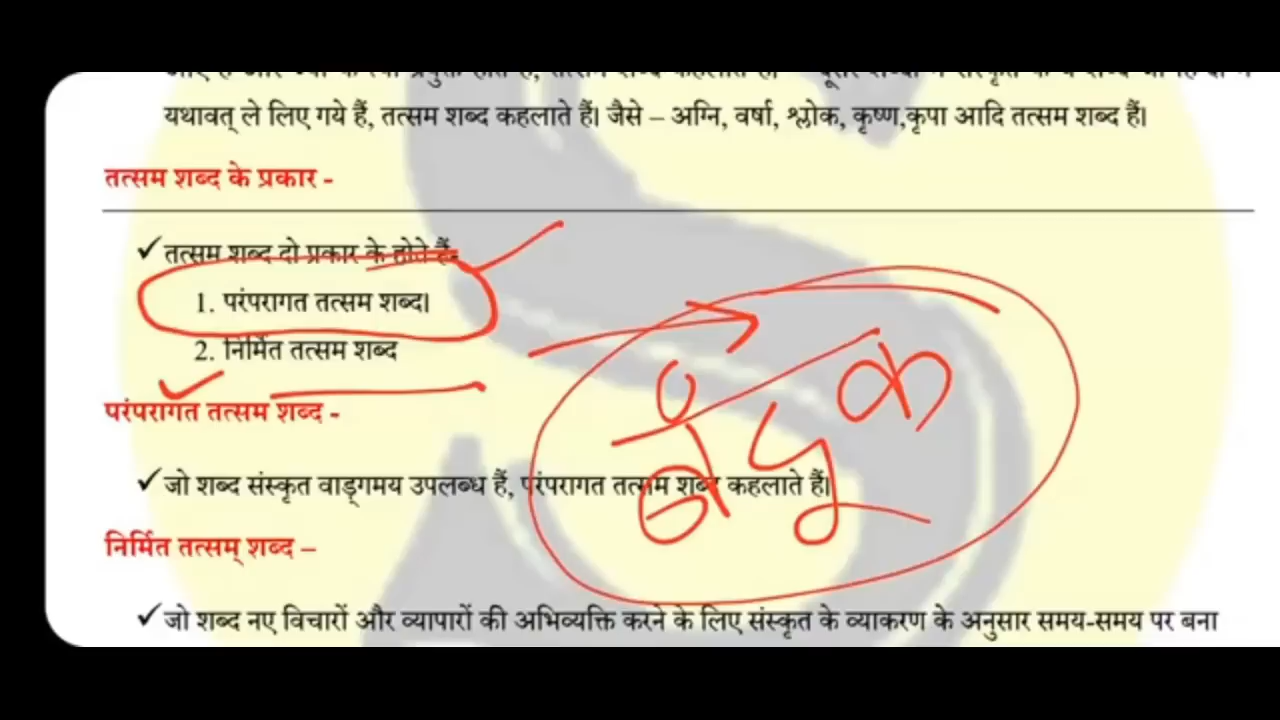 यथावत् ले लिए गये हैं, तत्सम शब्द कहलाते हैं। जैसे – अग्नि, वर्षा, श्लोक, कृष्ण,कृपा आदि तत्सम शब्द हैं।
तत्सम शब्द के प्रकार -
✓ तत्सम शब्द दो प्रकार के होते हैं-
1. परंपरागत तत्सम शब्द।
2. निर्मित तत्सम शब्द
परंपरागत तत्सम शब्द -
✓ जो शब्द संस्कृत वाड्गमय उपलब्ध हैं, परंपरागत तत्सम शब्द कहलाते हैं।
निर्मित तत्सम् शब्द –
✓ जो शब्द नए विचारों और व्यापारों की अभिव्यक्ति करने के लिए संस्कृत के व्याकरण के अनुसार समय-समय पर बना